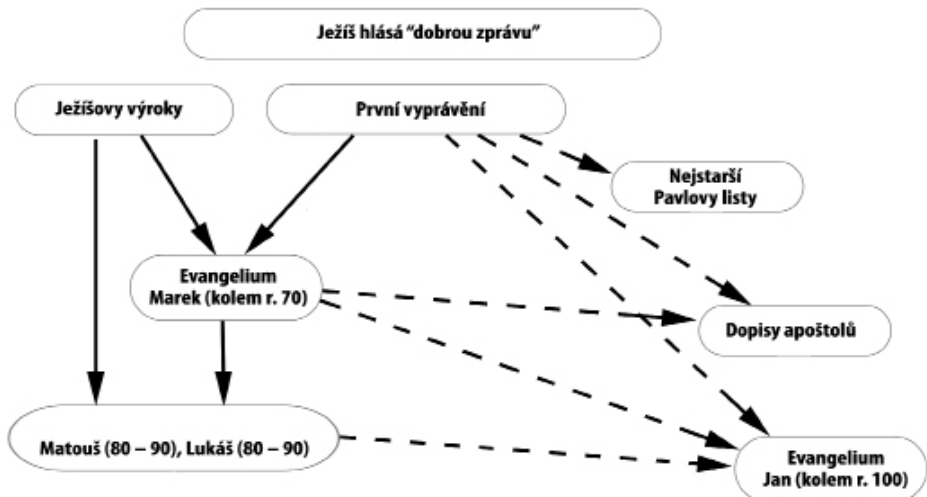 Ježíš hlásá “dobrou zprávu”
Ježíšovy výroky
První vyprávění
Nejstarší
Pavlovy listy
Evangelium
Marek (kolem r. 70)
Dopisy apoštolů
Matouš (80 – 90), Lukáš (80 – 90)
Evangelium
Jan (kolem r. 100)